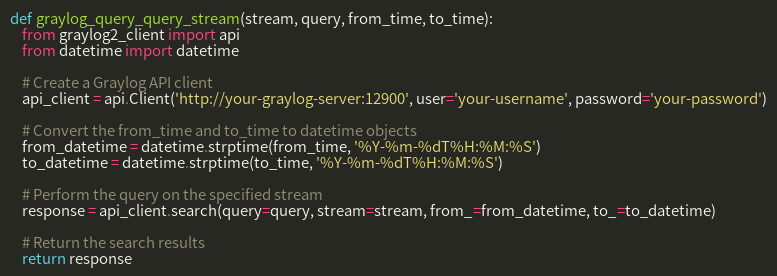 def graylog_query_query_stream(stream, query, from_time, to_time):
from graylog2_client import api
from datetime import datetime
# Create a Graylog API client
api_client = api.Client('http://your-graylog-server:12900', user='your-username', password='your-password')
# Convert the from_time and to_time to datetime objects
from_datetime = datetime.strptime(from_time, '%Y-%m-%dT%H:%M:%S')
to_datetime = datetime.strptime(to_time, '%Y-%m-%dT%H:%M:%S')
# Perform the query on the specified stream
response = api_client.search(query=query, stream=stream, from_=from_datetime, to_=to_datetime)
# Return the search results
return response